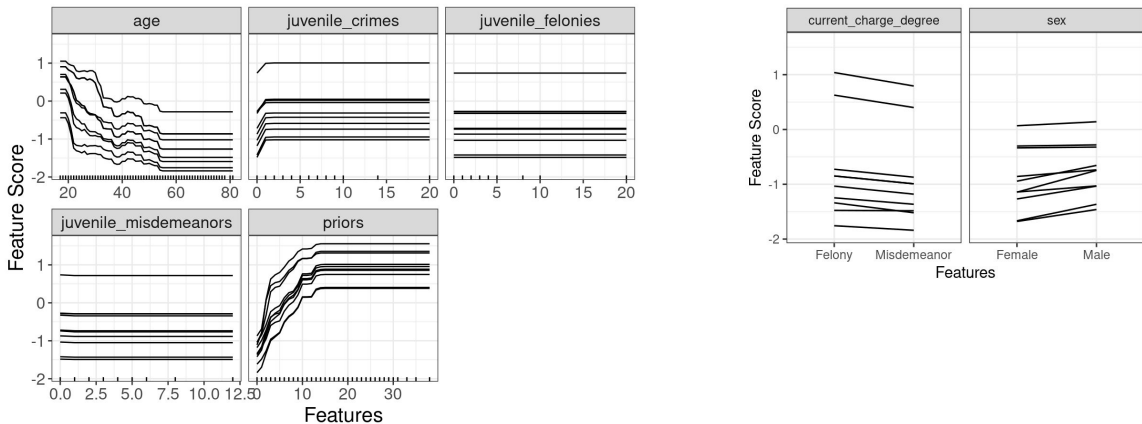 age juvenile_crimes juvenile_felonies
1
0
-1
-2
20 40 60 80 0 5 10 15 20 0 5 10 15 20
juvenile_misdemeanors priors
1
0
-1
-2
0.0 2.5 5.0 7.5 10.0 12.5 0 10 20 30
Feature Score
Features
current_charge_degree sex
1
0
-1
-2
Felony Misdemeanor Female Male
Feature Score
Features